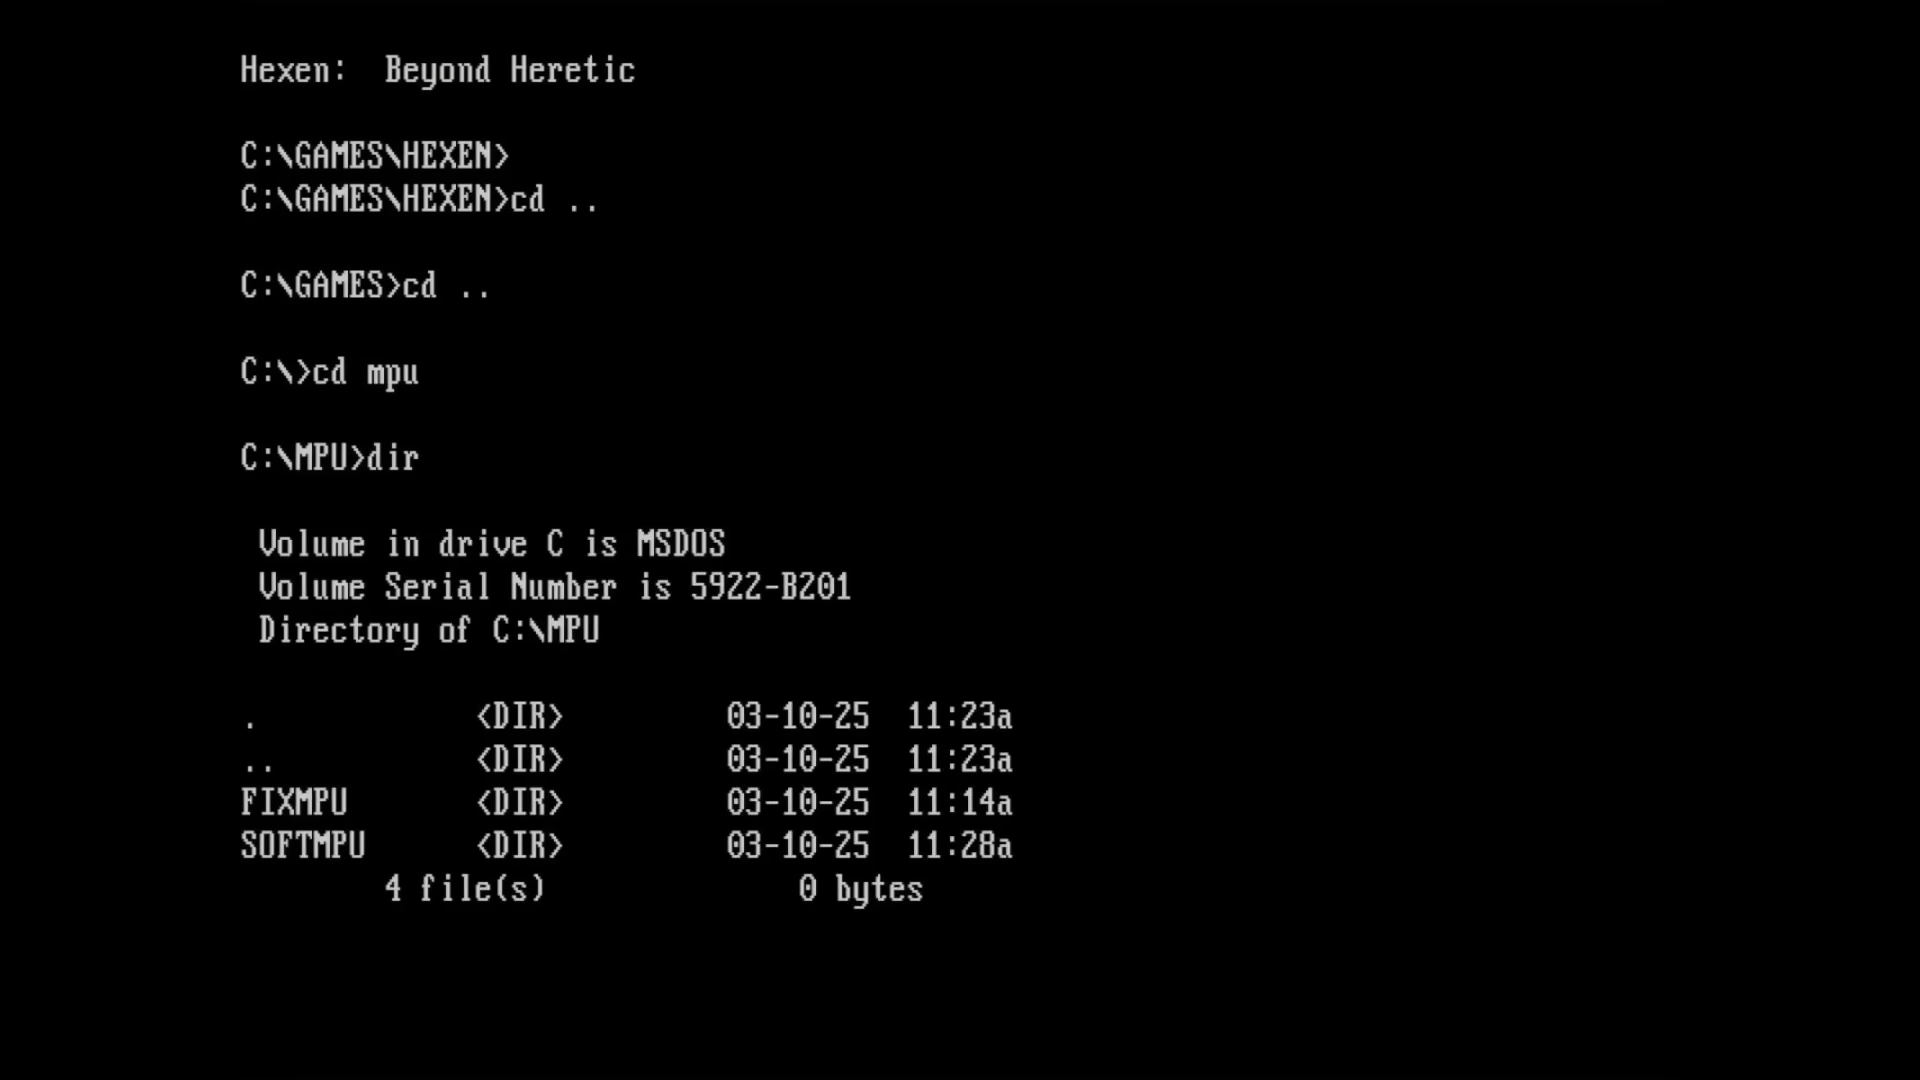 Hexen:  Beyond Heretic
C:\GAMES\HEXEN>
C:\GAMES\HEXEN>cd ..
C:\GAMES>cd ..
C:\>cd mpu
C:\MPU>dir
Volume in drive C is MSDOS
Volume Serial Number is 5922-B201
Directory of C:\MPU
.            <DIR>         03-10-25  11:23a
..           <DIR>         03-10-25  11:23a
FIXMPU       <DIR>         03-10-25  11:14a
SOFTMPU      <DIR>         03-10-25  11:28a
4 file(s)              0 bytes